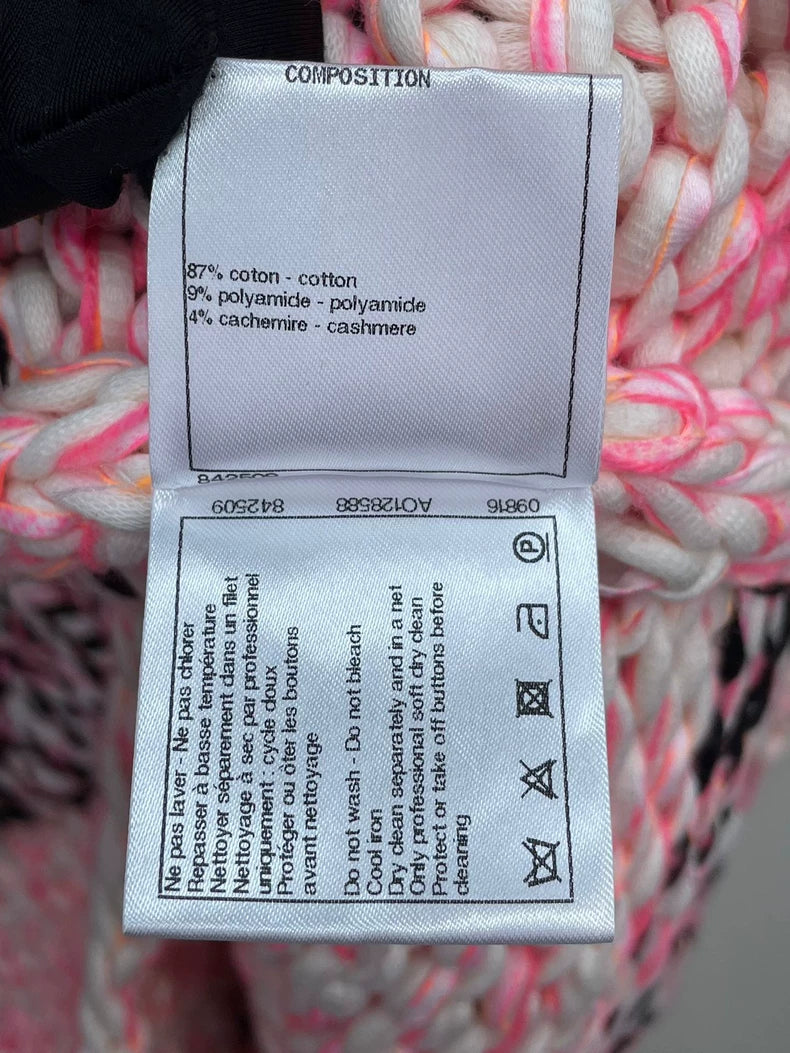 COMPOSITION
87% coton - cotton
9% polyamide - polyamide
4% cachemire - cashmere
842509
842509 AO128588 09816
Ne pas laver - Ne pas chlorer
Repasser à basse température
Nettoyer séparement dans un filet
Nettoyage à sec par professionnel
uniquement : cycle doux
Protéger ou ôter les boutons
avant nettoyage
Do not wash - Do not bleach
Cool iron
Dry clean separately and in a net
Only professional soft dry clean
Protect or take off buttons before
cleaning
P